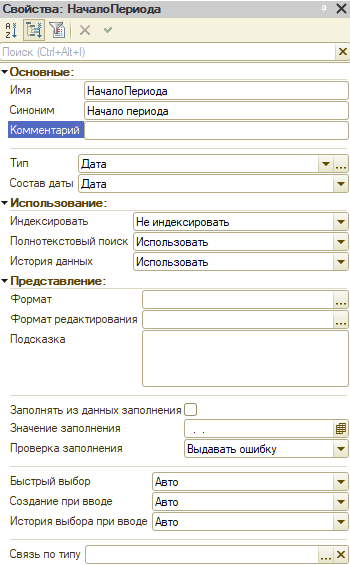 Свойства: НачалоПериода
Поиск (Ctrl+Alt+I)
Основные:
Имя НачалоПериода
Синоним Начало периода
Комментарий
Тип Дата
Состав даты Дата
Использование:
Индексировать Не индексировать
Полнотекстовый поиск Использовать
История данных Использовать
Представление:
Формат
Формат редактирования
Подсказка
Заполнять из данных заполнения
Значение заполнения . .
Проверка заполнения Выдавать ошибку
Быстрый выбор Авто
Создание при вводе Авто
История выбора при вводе Авто
Связь по типу